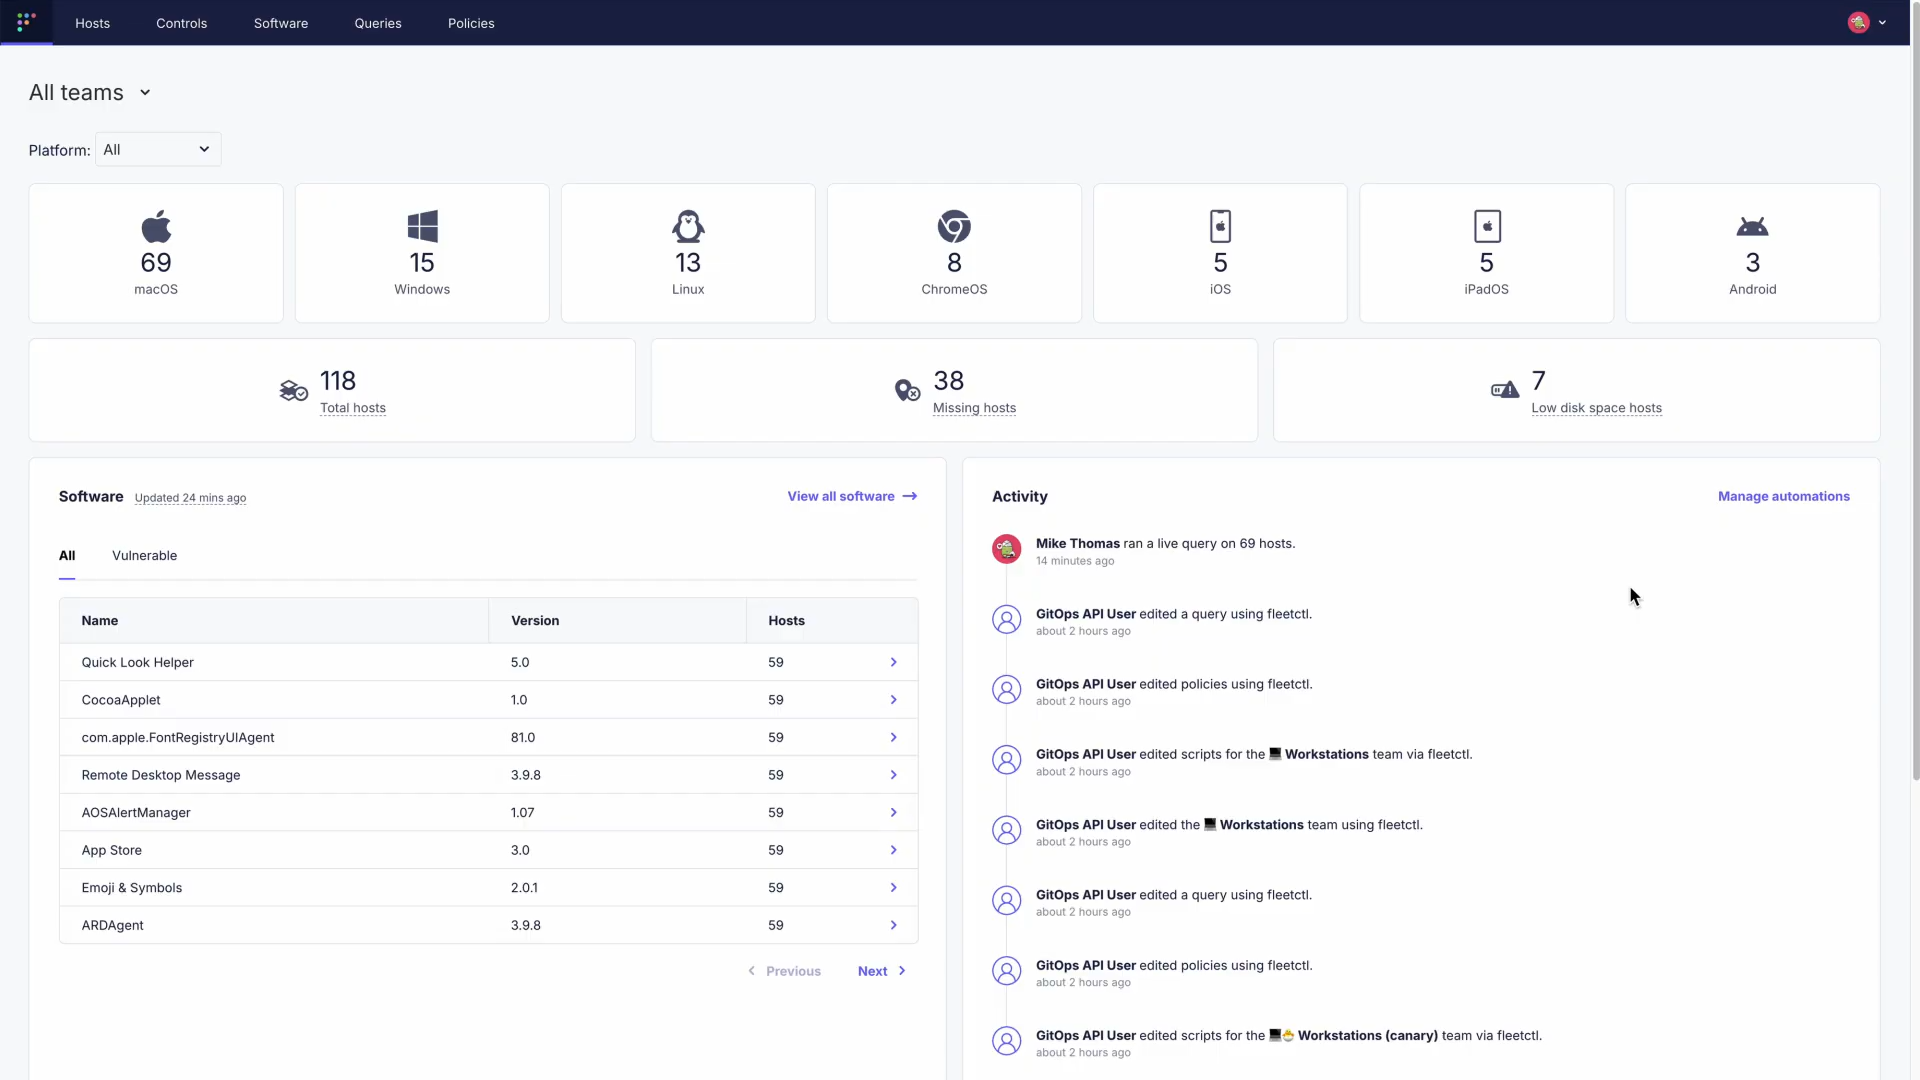 Hosts
Controls
Software
Queries
Policies
All teams
Platform:
All
69
macOS
15
Windows
13
Linux
8
ChromeOS
5
iOS
5
iPadOS
3
Android
118
Total hosts
38
Missing hosts
7
Low disk space hosts
Software Updated 24 mins ago
View all software
All
Vulnerable
Name Version Hosts
Quick Look Helper 5.0 59
CocoaApplet 1.0 59
com.apple.FontRegistryUIAgent 81.0 59
Remote Desktop Message 3.9.8 59
AOSAlertManager 1.07 59
App Store 3.0 59
Emoji & Symbols 2.0.1 59
ARDAgent 3.9.8 59
Previous
Next
Activity
Manage automations
Mike Thomas ran a live query on 69 hosts.
14 minutes ago
GitOps API User edited a query using fleetctl.
about 2 hours ago
GitOps API User edited policies using fleetctl.
about 2 hours ago
GitOps API User edited scripts for the 💻 Workstations team via fleetctl.
about 2 hours ago
GitOps API User edited the 💻 Workstations team using fleetctl.
about 2 hours ago
GitOps API User edited a query using fleetctl.
about 2 hours ago
GitOps API User edited policies using fleetctl.
about 2 hours ago
GitOps API User edited scripts for the 💻🐣 Workstations (canary) team via fleetctl.
about 2 hours ago